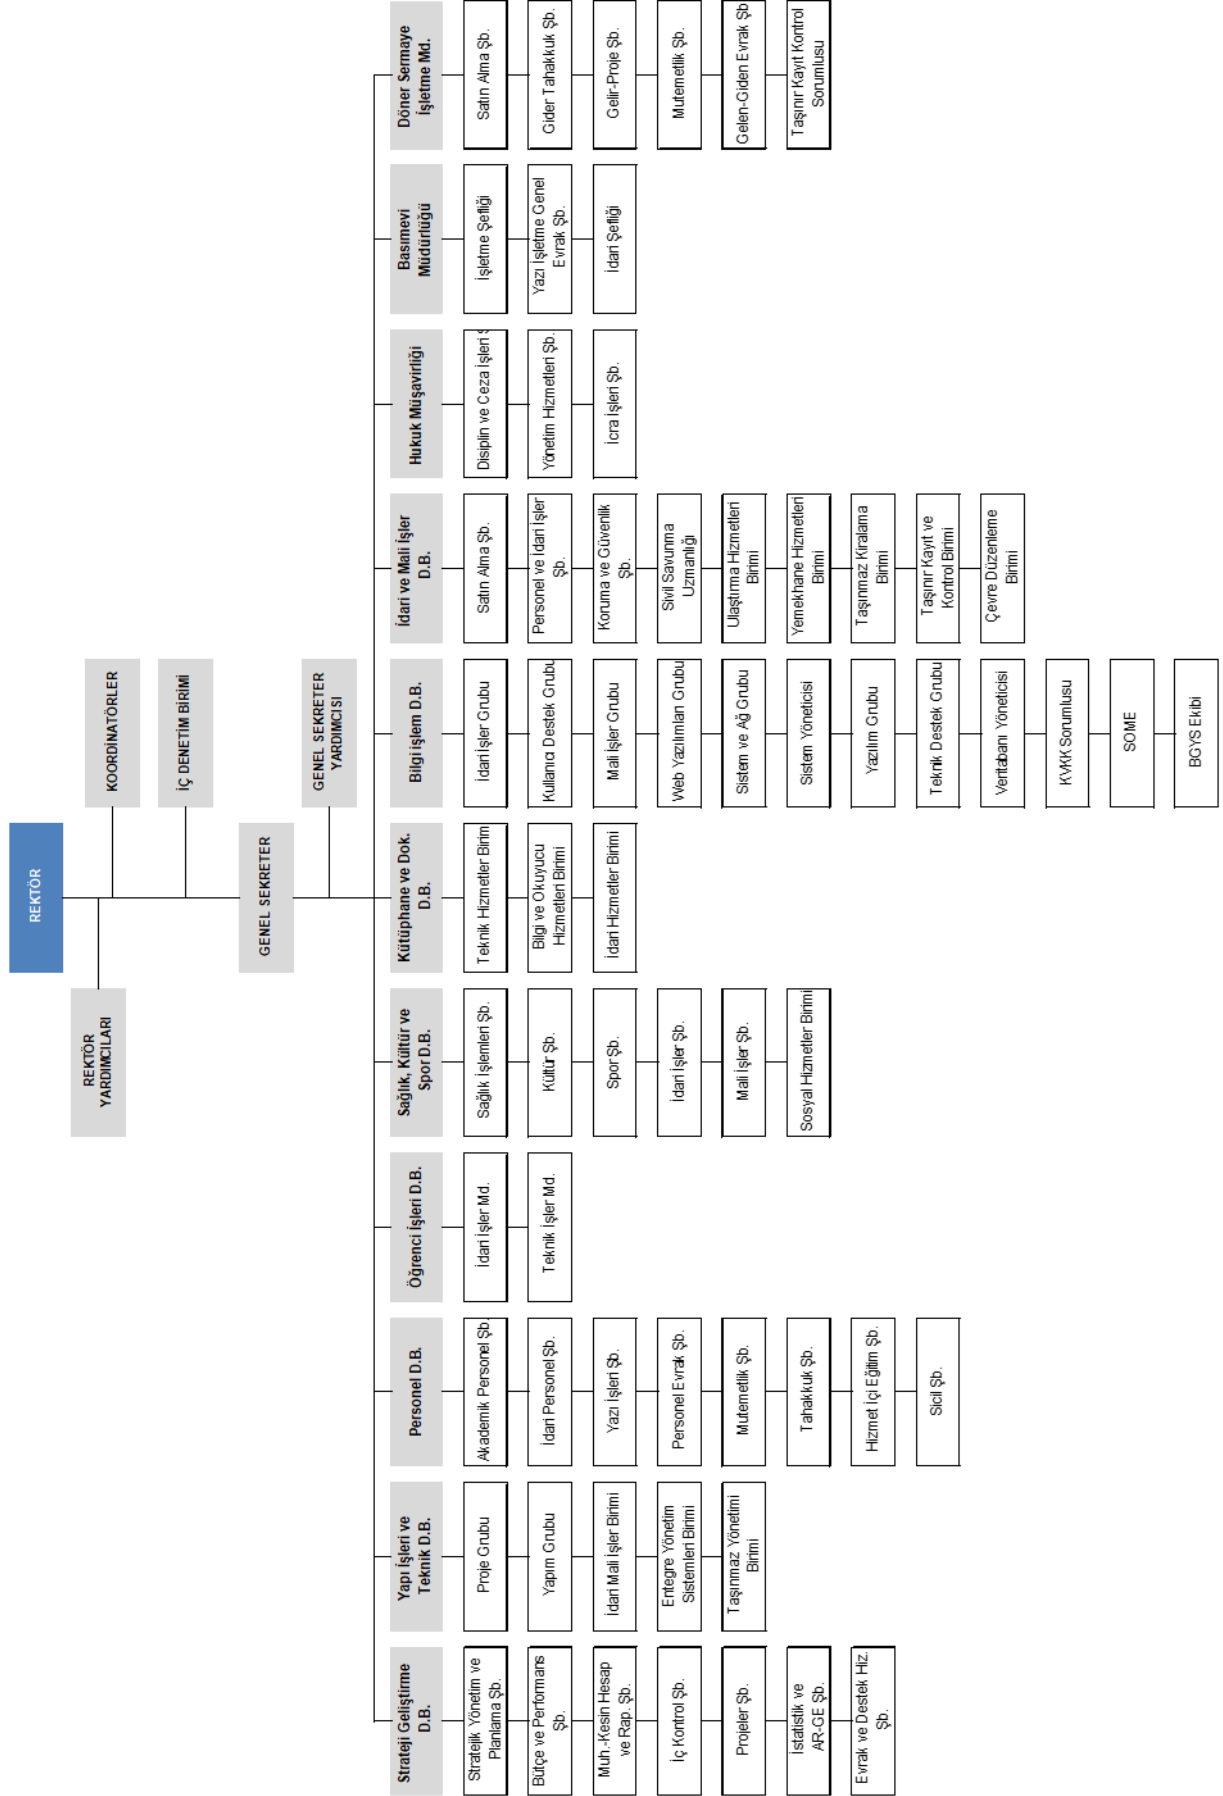 REKTÖR
REKTÖR
YARDIMCILARI
KOORDİNATÖRLER
İÇ DENETİM BİRİMİ
GENEL SEKRETER
GENEL SEKRETER
YARDIMCISI
Strateji Geliştirme
D.B.
Stratejik Yönetim ve
Planlama Şb.
Bütçe ve Performans
Şb.
Muh.-Kesin Hesap
ve Rap. Şb.
İç Kontrol Şb.
Projeler Şb.
İstatistik ve
AR-GE Şb.
Evrak ve Destek Hiz.
Şb.
Yapı İşleri ve
Teknik D.B.
Proje Grubu
Yapım Grubu
İdari Mali İşler Birimi
Entegre Yönetim
Sistemleri Birimi
Taşınmaz Yönetimi
Birimi
Personel D.B.
Akademik Personel Şb.
İdari Personel Şb.
Yazı İşleri Şb.
Personel Evrak Şb.
Mutemetlik Şb.
Tahakkuk Şb.
Hizmet İçi Eğitim Şb.
Sicil Şb.
Öğrenci İşleri D.B.
İdari İşler Md.
Teknik İşler Md.
Sağlık, Kültür ve
Spor D.B.
Sağlık İşlemleri Şb.
Kültür Şb.
Spor Şb.
İdari İşler Şb.
Mali İşler Şb.
Sosyal Hizmetler Birimi
Kütüphane ve Dok.
D.B.
Teknik Hizmetler Birim
Bilgi ve Okuyucu
Hizmetleri Birimi
İdari Hizmetler Birimi
Bilgi işlem D.B.
İdari İşler Grubu
Kullanıcı Destek Grubu
Mali İşler Grubu
Web Yazılımları Grubu
Sistem ve Ağ Grubu
Sistem Yöneticisi
Yazılım Grubu
Teknik Destek Grubu
Veritabanı Yöneticisi
KVKK Sorumlusu
SOME
BGYS Ekibi
İdari ve Mali İşler
D.B.
Satın Alma Şb.
Personel ve İdari İşler
Şb.
Koruma ve Güvenlik
Şb.
Sivil Savunma
Uzmanlığı
Ulaştırma Hizmetleri
Birimi
Yemekhane Hizmetleri
Birimi
Taşınmaz Kiralama
Birimi
Taşınır Kayıt ve
Kontrol Birimi
Çevre Düzenleme
Birimi
Hukuk Müşavirliği
Disiplin ve Ceza İşleri Ş
Yönetim Hizmetleri Şb.
İcra İşleri Şb.
Basımevi
Müdürlüğü
İşletme Şefliği
Yazı İşletme Genel
Evrak Şb.
İdari Şefliği
Döner Sermaye
İşletme Md.
Satın Alma Şb.
Gider Tahakkuk Şb.
Gelir-Proje Şb.
Mutemetlik Şb.
Gelen-Giden Evrak Şb
Taşınır Kayıt Kontrol
Sorumlusu